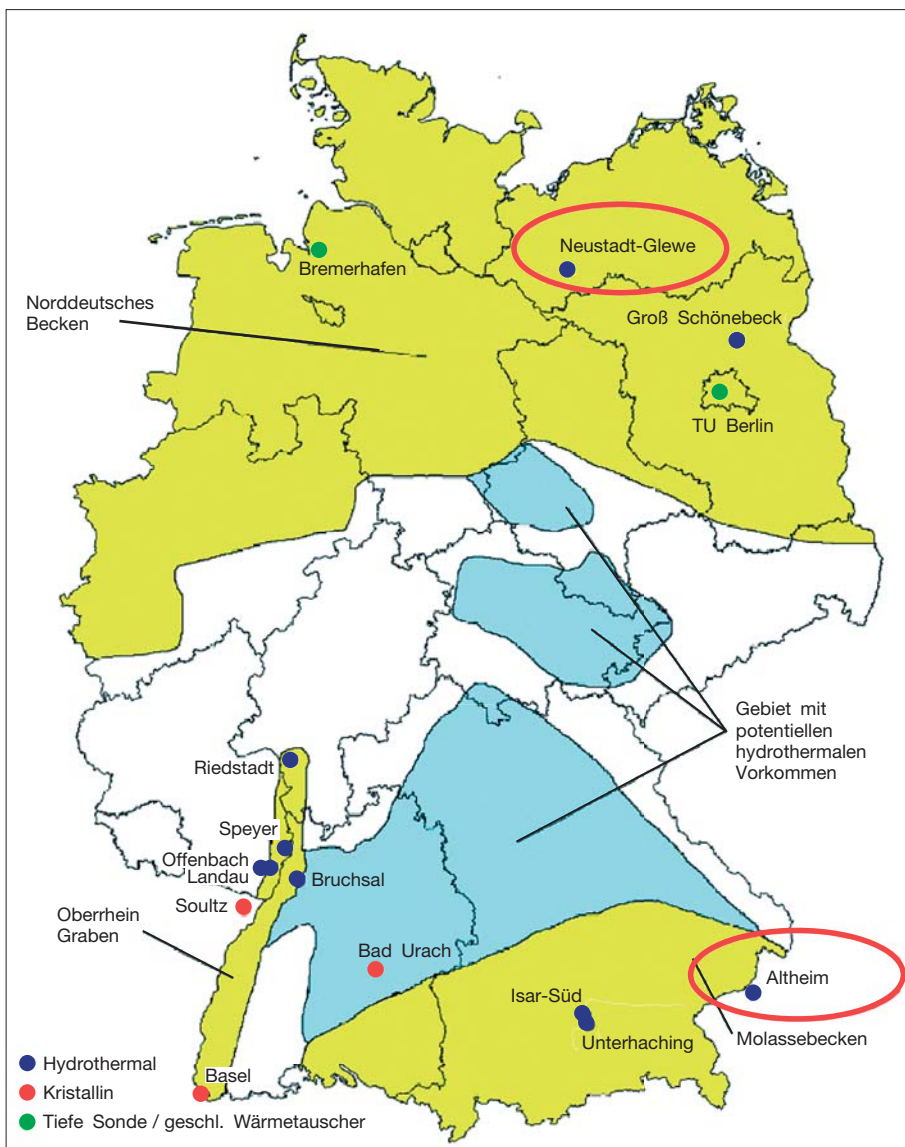 Neustadt-Glewe
Bremerhafen
Norddeutsches
Becken
Groß Schönebeck
TU Berlin
Gebiet mit
potentiellen
hydrothermalen
Vorkommen
Riedstadt
Speyer
Offenbach
Landau
Bruchsal
Soultz
Oberrhein
Graben
Bad Urach
Altheim
Isar-Süd
Unterhaching
Molassebecken
Basel
Hydrothermal
Kristallin
Tiefe Sonde / geschl. Wärmetauscher